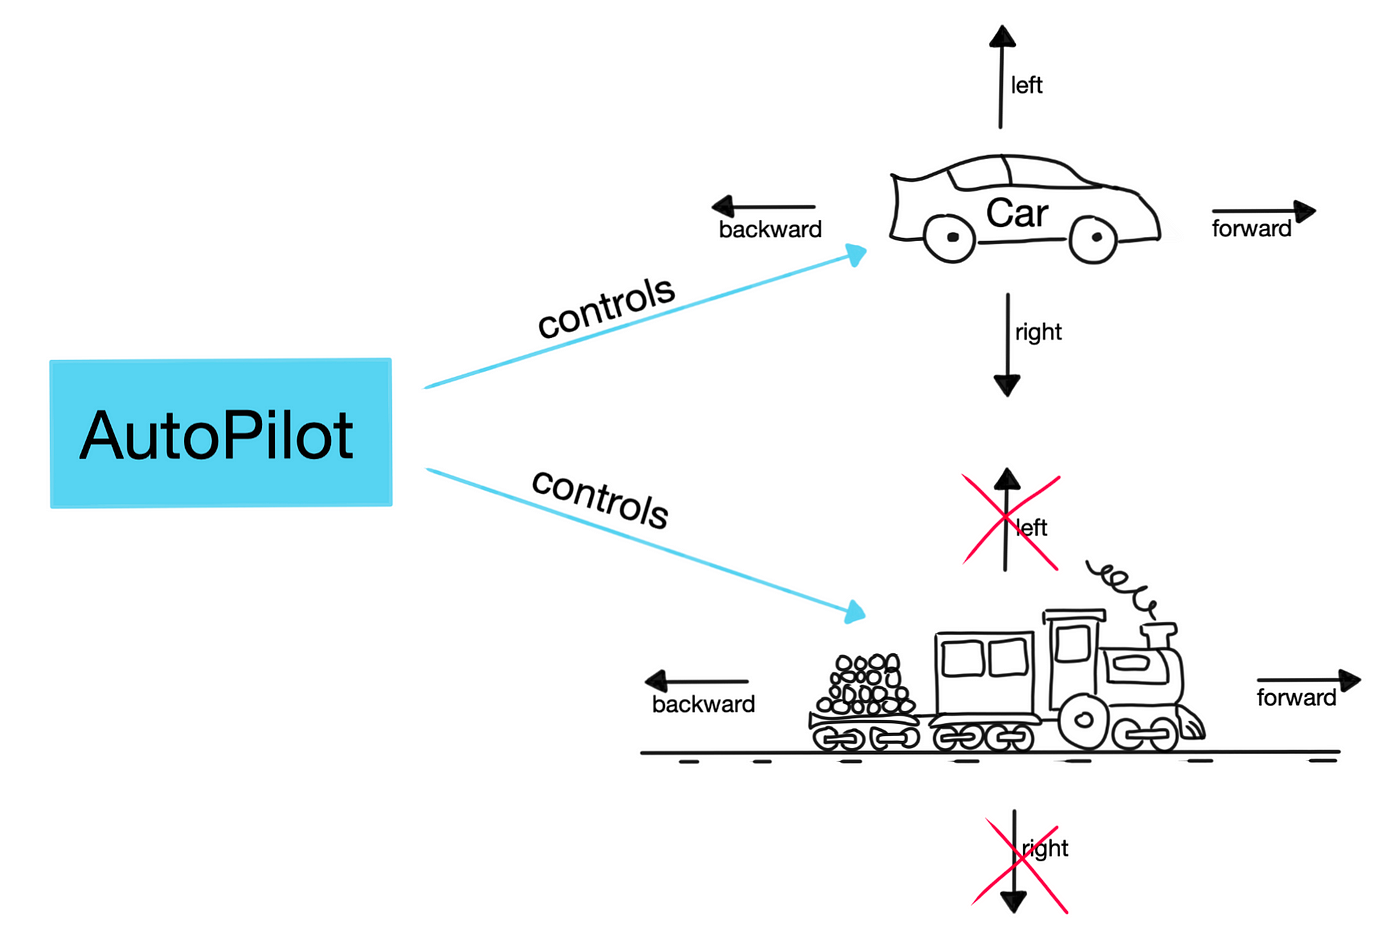 left
Car
backward
forward
controls
right
AutoPilot
controls
left
backward
forward
right